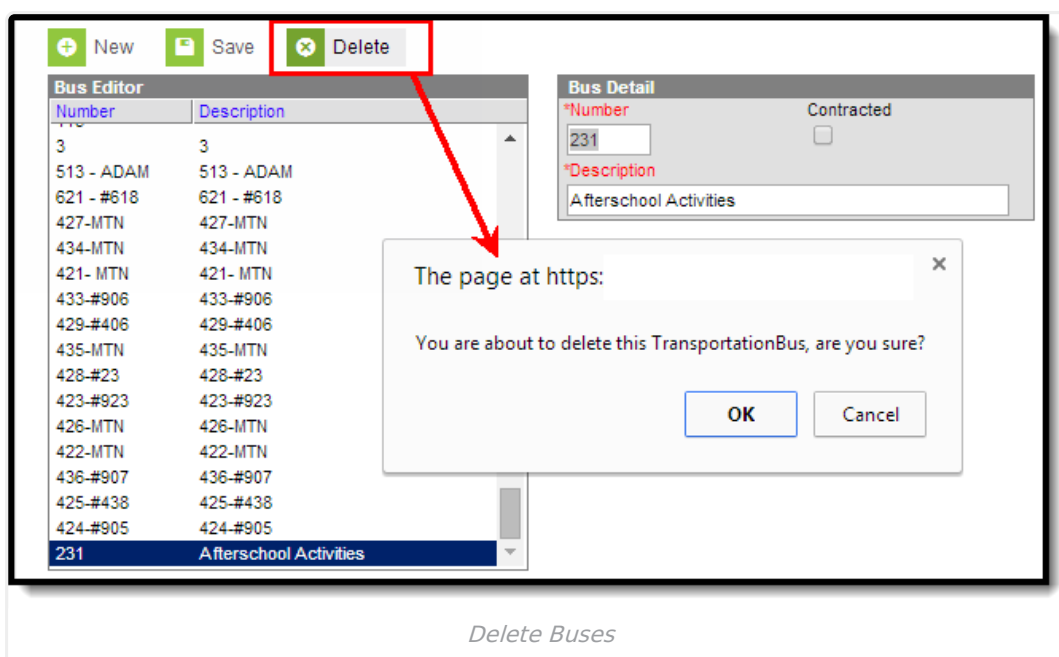 New Save Delete
Bus Editor
Number Description
3 3
513 - ADAM 513 - ADAM
621 - #618 621 - #618
427-MTN 427-MTN
434-MTN 434-MTN
421- MTN 421- MTN
433-#906 433-#906
429-#406 429-#406
435-MTN 435-MTN
428-#23 428-#23
423-#923 423-#923
426-MTN 426-MTN
422-MTN 422-MTN
436-#907 436-#907
425-#438 425-#438
424-#905 424-#905
231 Afterschool Activities
Bus Detail
*Number Contracted
231
*Description
Afterschool Activities
The page at https:
You are about to delete this TransportationBus, are you sure?
OK Cancel
Delete Buses